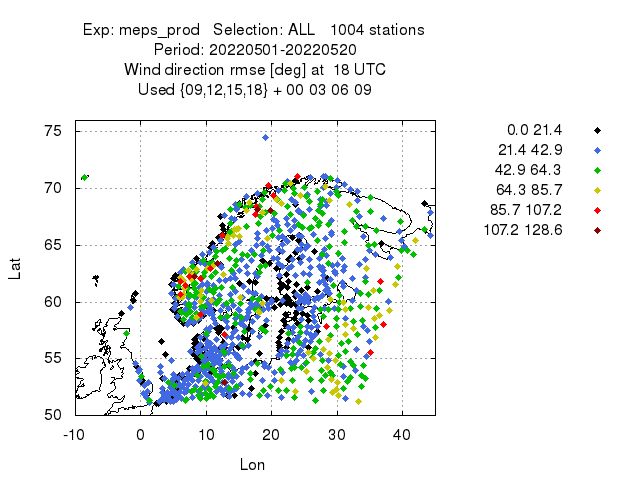 Exp: meps_prod   Selection: ALL   1004 stations
Period: 20220501-20220520
Wind direction rmse [deg] at  18 UTC
Used {09,12,15,18} + 00 03 06 09
0.0 21.4
21.4 42.9
42.9 64.3
64.3 85.7
85.7 107.2
107.2 128.6
75
70
65
60
55
50
Lat
-10 0 10 20 30 40
Lon